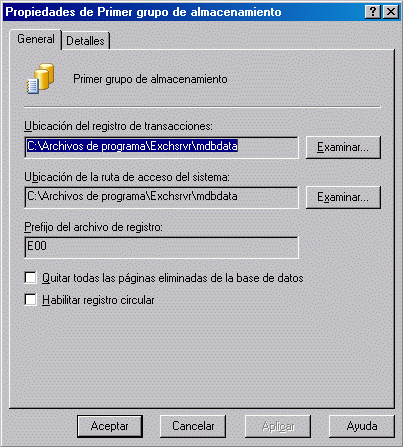 Propiedades de Primer grupo de almacenamiento
General
Detalles
Primer grupo de almacenamiento
Ubicación del registro de transacciones:
C:\Archivos de programa\Exchsrvr\mdbdata
Examinar...
Ubicación de la ruta de acceso del sistema:
C:\Archivos de programa\Exchsrvr\mdbdata
Examinar...
Prefijo del archivo de registro:
E00
Quitar todas las páginas eliminadas de la base de datos
Habilitar registro circular
Aceptar
Cancelar
Aplicar
Ayuda